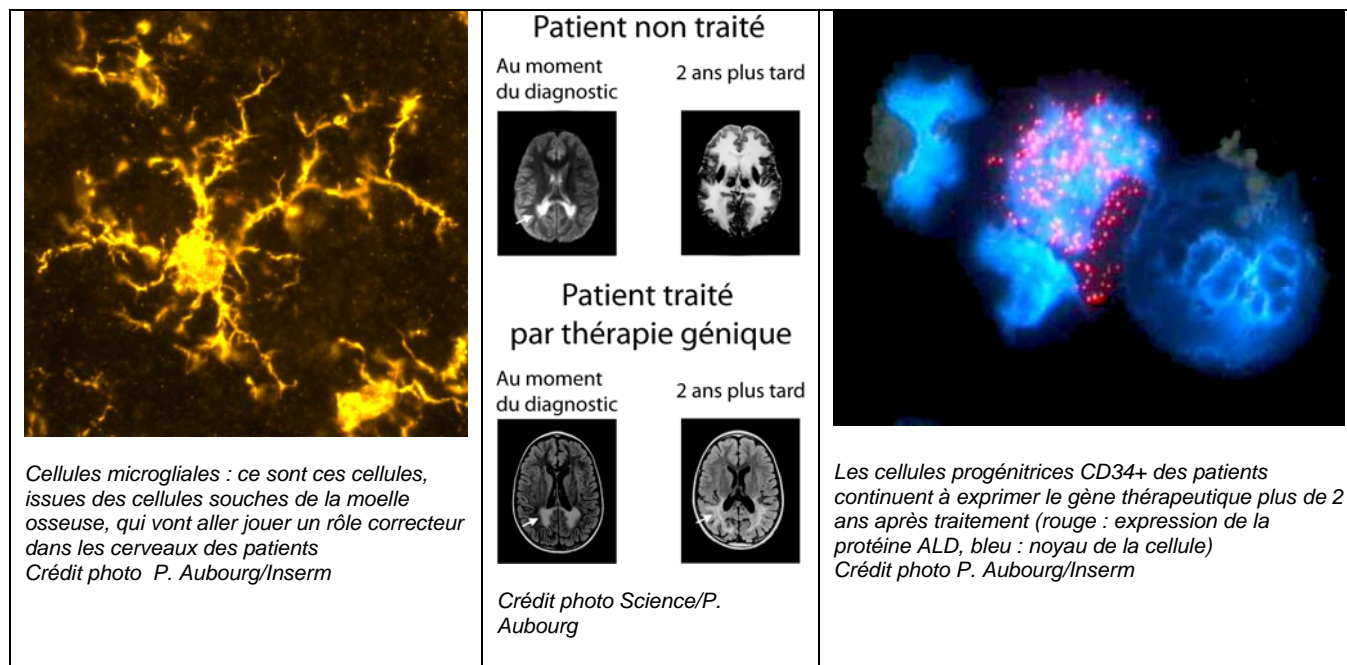 Cellules microgliales : ce sont ces cellules,
issues des cellules souches de la moelle
osseuse, qui vont aller jouer un rôle correcteur
dans les cerveaux des patients
Crédit photo P. Aubourg/Inserm
Patient non traité
Au moment
du diagnostic
2 ans plus tard
Patient traité
par thérapie génique
Au moment
du diagnostic
2 ans plus tard
Crédit photo Science/P.
Aubourg
Les cellules progénitrices CD34+ des patients
continuent à exprimer le gène thérapeutique plus de 2
ans après traitement (rouge : expression de la
protéine ALD, bleu : noyau de la cellule)
Crédit photo P. Aubourg/Inserm